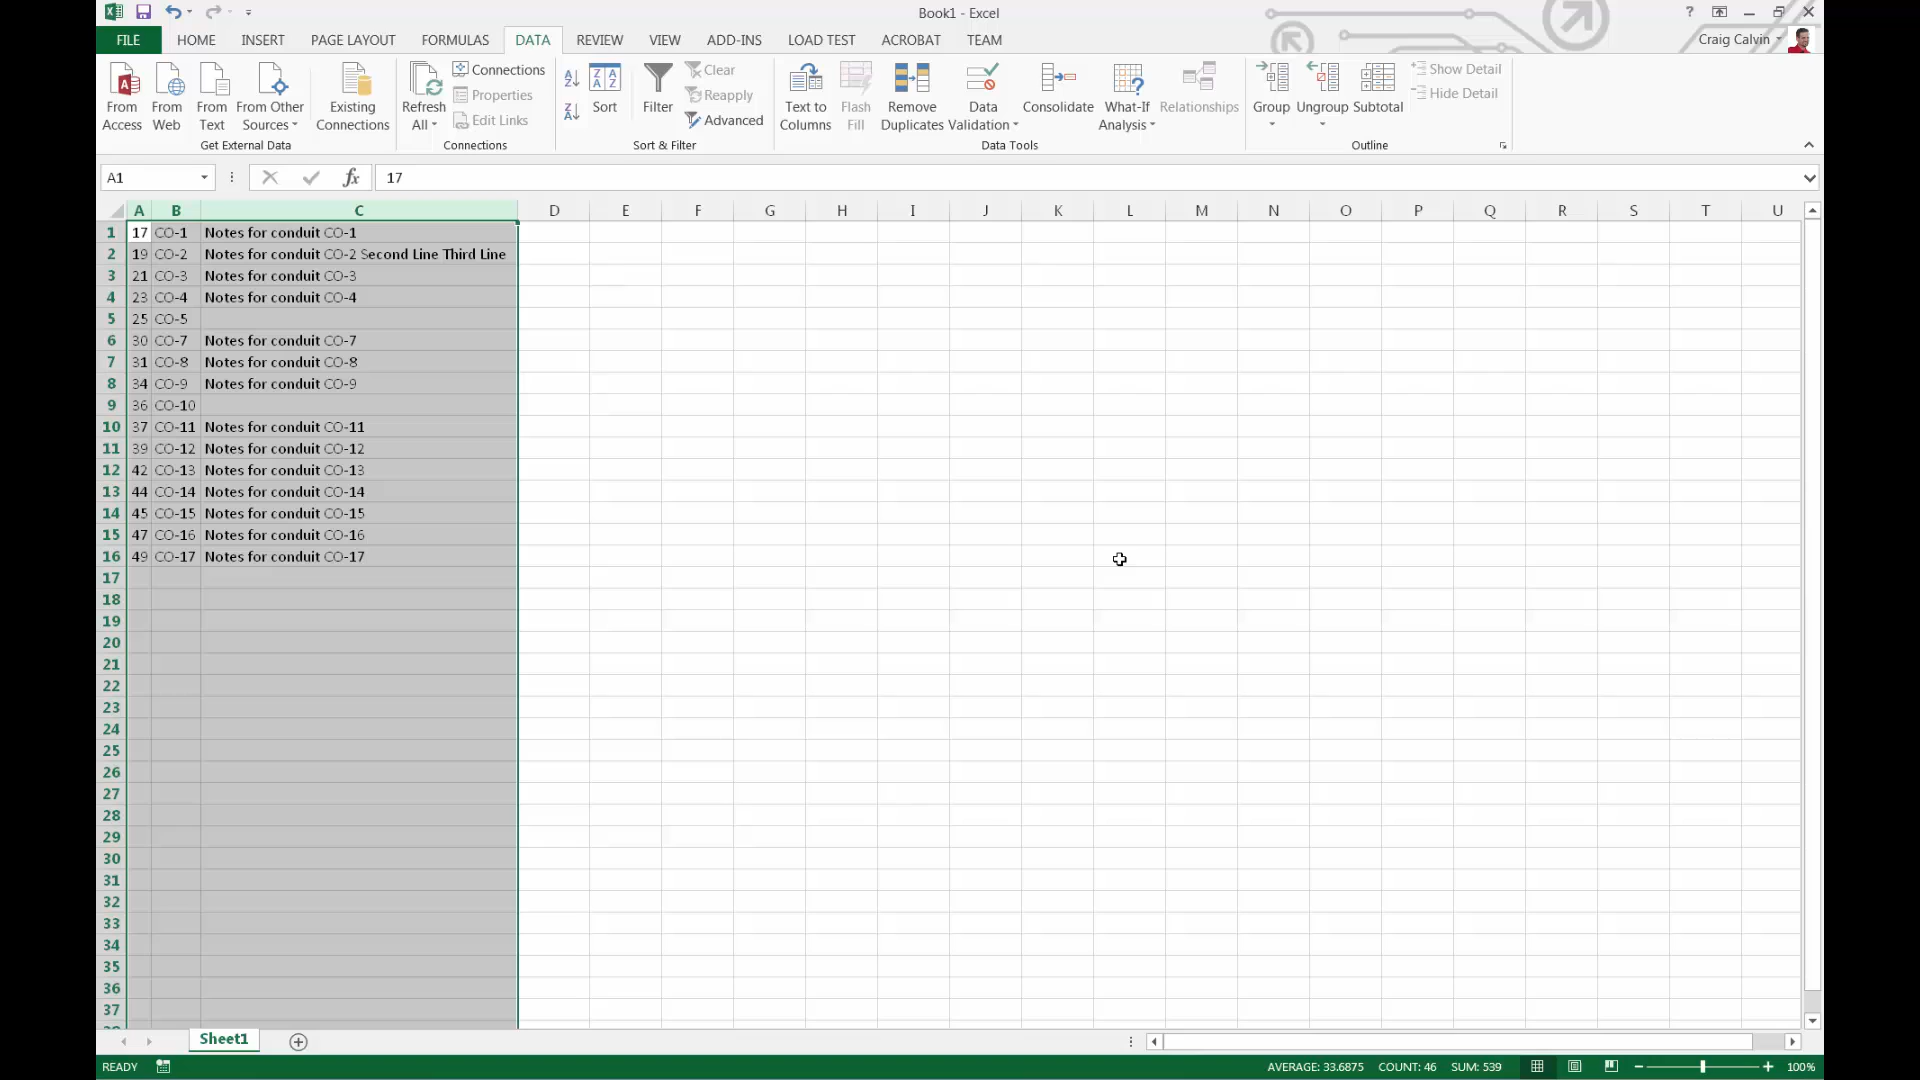 Book1 - Excel
?
FILE HOME INSERT PAGE LAYOUT FORMULAS DATA REVIEW VIEW ADD-INS LOAD TEST ACROBAT TEAM
Craig Calvin
From Access
From Web
From Text
From Other Sources
Existing Connections
Get External Data
Refresh All
Connections
Properties
Edit Links
Connections
Sort
Filter
Clear
Reapply
Advanced
Sort & Filter
Text to Columns
Flash Fill
Remove Duplicates
Data Validation
Consolidate
What-If Analysis
Relationships
Data Tools
Group
Ungroup
Subtotal
Show Detail
Hide Detail
Outline
A1 fx 17
A B C D E F G H I J K L M N O P Q R S T U
1 17 CO-1 Notes for conduit CO-1
2 19 CO-2 Notes for conduit CO-2 Second Line Third Line
3 21 CO-3 Notes for conduit CO-3
4 23 CO-4 Notes for conduit CO-4
5 25 CO-5
6 30 CO-7 Notes for conduit CO-7
7 31 CO-8 Notes for conduit CO-8
8 34 CO-9 Notes for conduit CO-9
9 36 CO-10
10 37 CO-11 Notes for conduit CO-11
11 39 CO-12 Notes for conduit CO-12
12 42 CO-13 Notes for conduit CO-13
13 44 CO-14 Notes for conduit CO-14
14 45 CO-15 Notes for conduit CO-15
15 47 CO-16 Notes for conduit CO-16
16 49 CO-17 Notes for conduit CO-17
17
18
19
20
21
22
23
24
25
26
27
28
29
30
31
32
33
34
35
36
37
Sheet1
READY AVERAGE: 33.6875 COUNT: 46 SUM: 539 100%